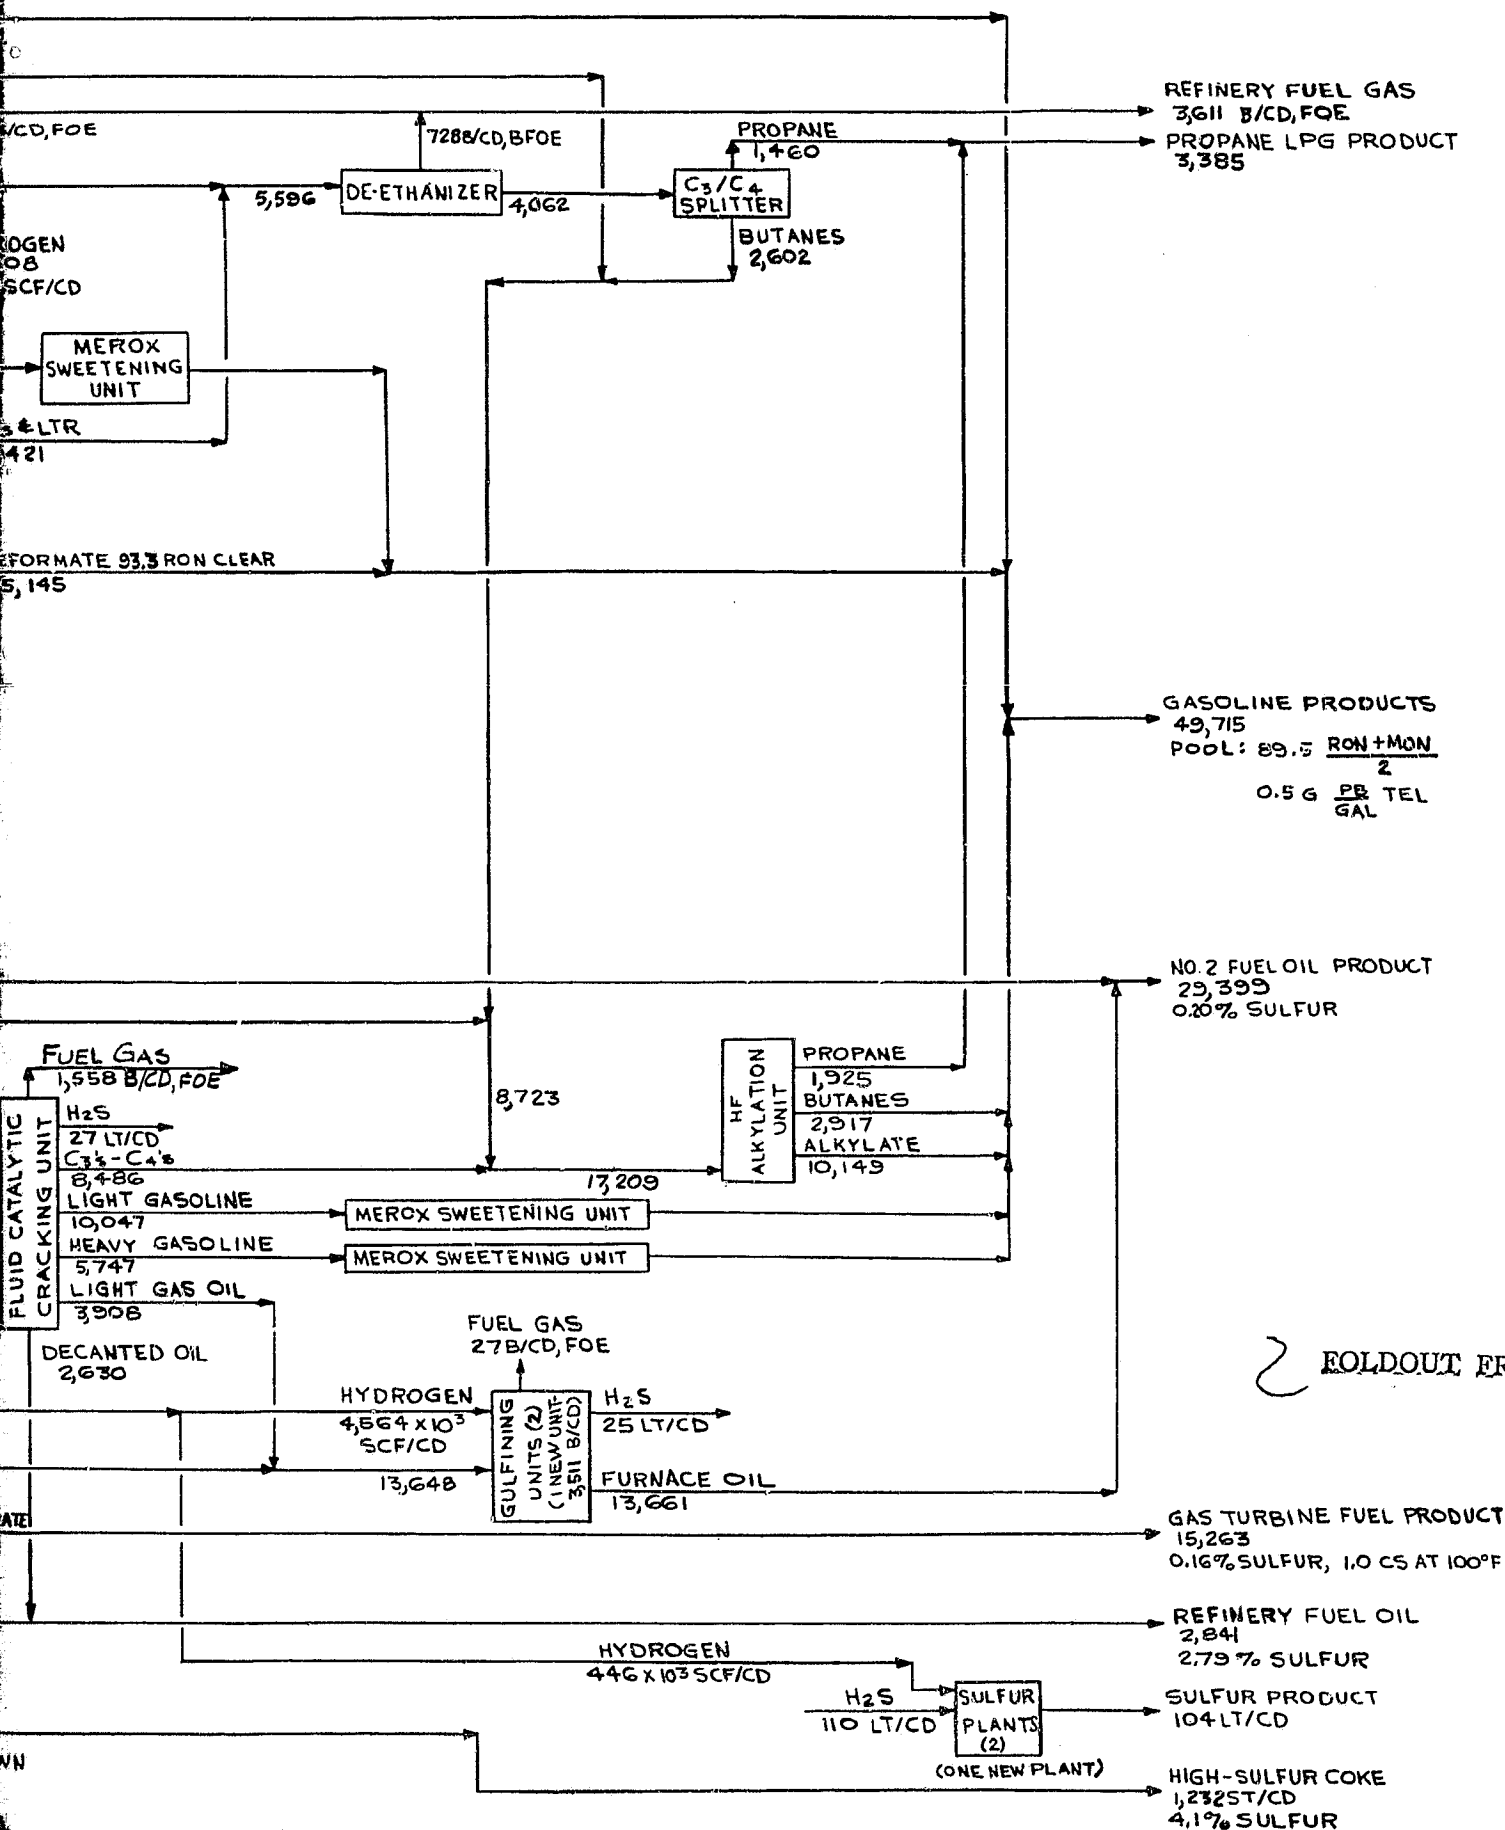 REFINERY FUEL GAS
3,611 B/CD, FOE
/CD, FOE
728B/CD, BFOE
PROPANE
1,460
PROPANE LPG PRODUCT
3,385
5,596
DE-ETHANIZER
4,062
C3/C4
SPLITTER
BUTANES
2,602
OGEN
08
SCF/CD
MEROX
SWEETENING
UNIT
& LTR
421
EFORMATE 93.3 RON CLEAR
5,145
GASOLINE PRODUCTS
49,715
POOL: 89.5 RON+MON
2
0.5 G PB TEL
GAL
NO. 2 FUEL OIL PRODUCT
29,399
0.20% SULFUR
FUEL GAS
1,558 B/CD, FOE
8,723
HF
ALKYLATION
UNIT
PROPANE
1,925
BUTANES
2,917
ALKYLATE
10,149
FLUID CATALYTIC
CRACKING UNIT
H2S
27 LT/CD
C3's-C4's
8,486
17,209
LIGHT GASOLINE
10,047
MEROX SWEETENING UNIT
HEAVY GASOLINE
5,747
MEROX SWEETENING UNIT
LIGHT GAS OIL
3,908
DECANTED OIL
2,630
FUEL GAS
27 B/CD, FOE
FOLDOUT FR
HYDROGEN
4,564 x 10³
SCF/CD
GULFINING
UNITS (2)
(1 NEW UNIT-
3,511 B/CD)
H2S
25 LT/CD
13,648
FURNACE OIL
13,661
ATE
GAS TURBINE FUEL PRODUCT
15,263
0.16% SULFUR, 1.0 CS AT 100°F
REFINERY FUEL OIL
2,841
2.79% SULFUR
HYDROGEN
446 x 10³ SCF/CD
H2S
110 LT/CD
SULFUR
PLANTS
(2)
(ONE NEW PLANT)
SULFUR PRODUCT
104 LT/CD
WN
HIGH-SULFUR COKE
1,232 ST/CD
4.1% SULFUR